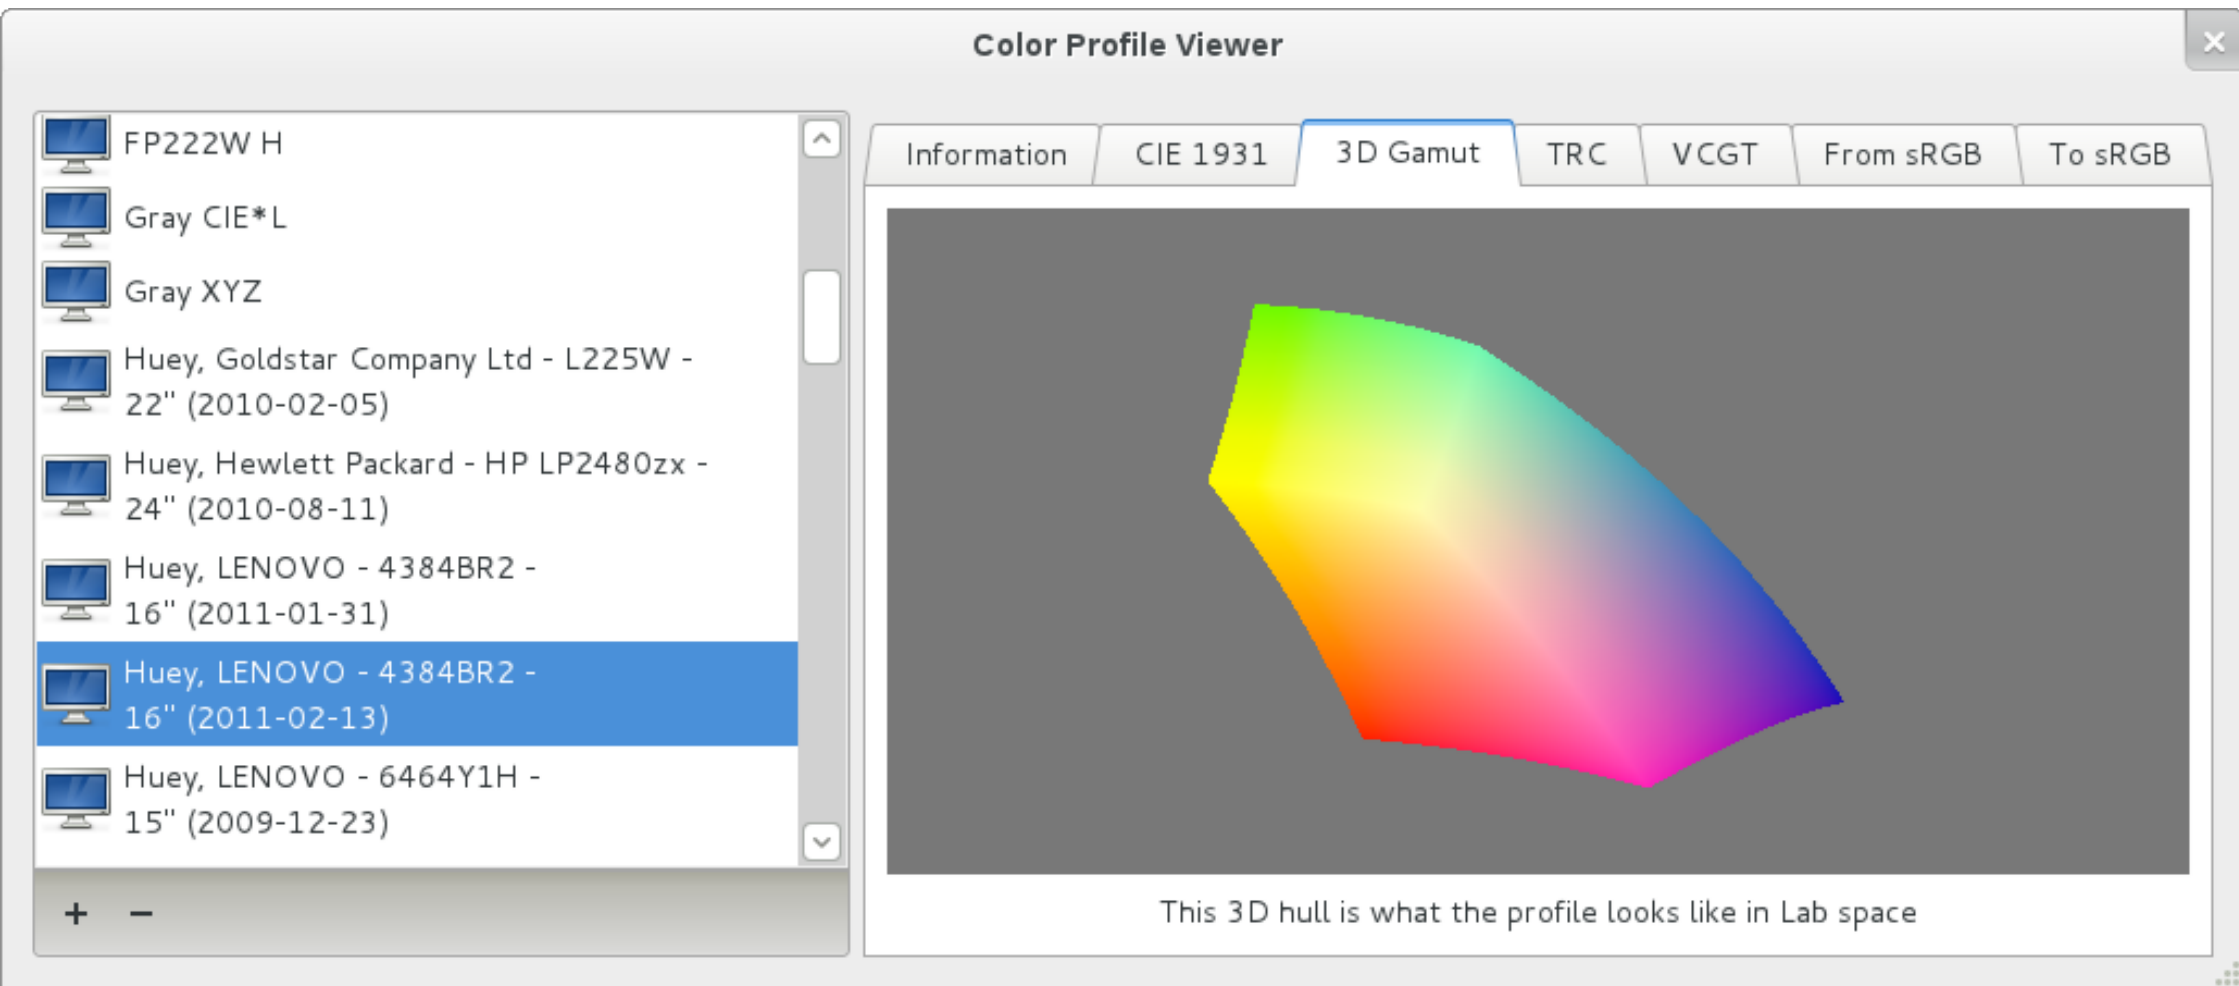 Color Profile Viewer
FP222W H
Gray CIE*L
Gray XYZ
Huey, Goldstar Company Ltd - L225W -
22" (2010-02-05)
Huey, Hewlett Packard - HP LP2480zx -
24" (2010-08-11)
Huey, LENOVO - 4384BR2 -
16" (2011-01-31)
Huey, LENOVO - 4384BR2 -
16" (2011-02-13)
Huey, LENOVO - 6464Y1H -
15" (2009-12-23)
+ −
Information CIE 1931 3D Gamut TRC VCGT From sRGB To sRGB
This 3D hull is what the profile looks like in Lab space